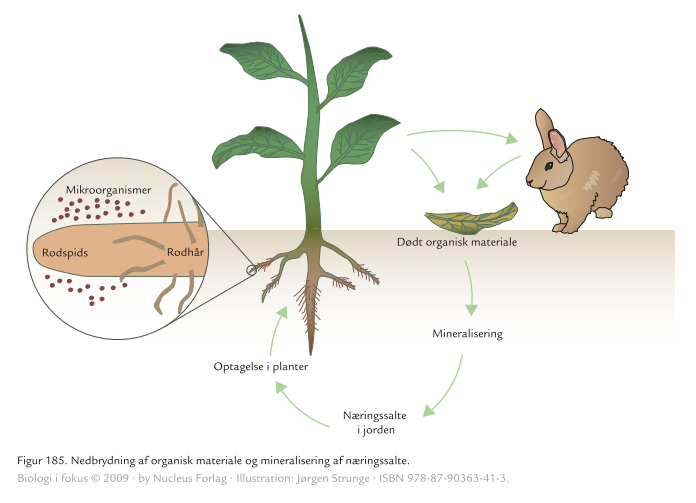 Mikroorganismer
Rodspids
Rodhår
Dødt organisk materiale
Mineralisering
Optagelse i planter
Næringssalte
i jorden
Figur 185. Nedbrydning af organisk materiale og mineralisering af næringssalte.
Biologi i fokus © 2009 · by Nucleus Forlag · Illustration: Jørgen Strunge · ISBN 978-87-90363-41-3.